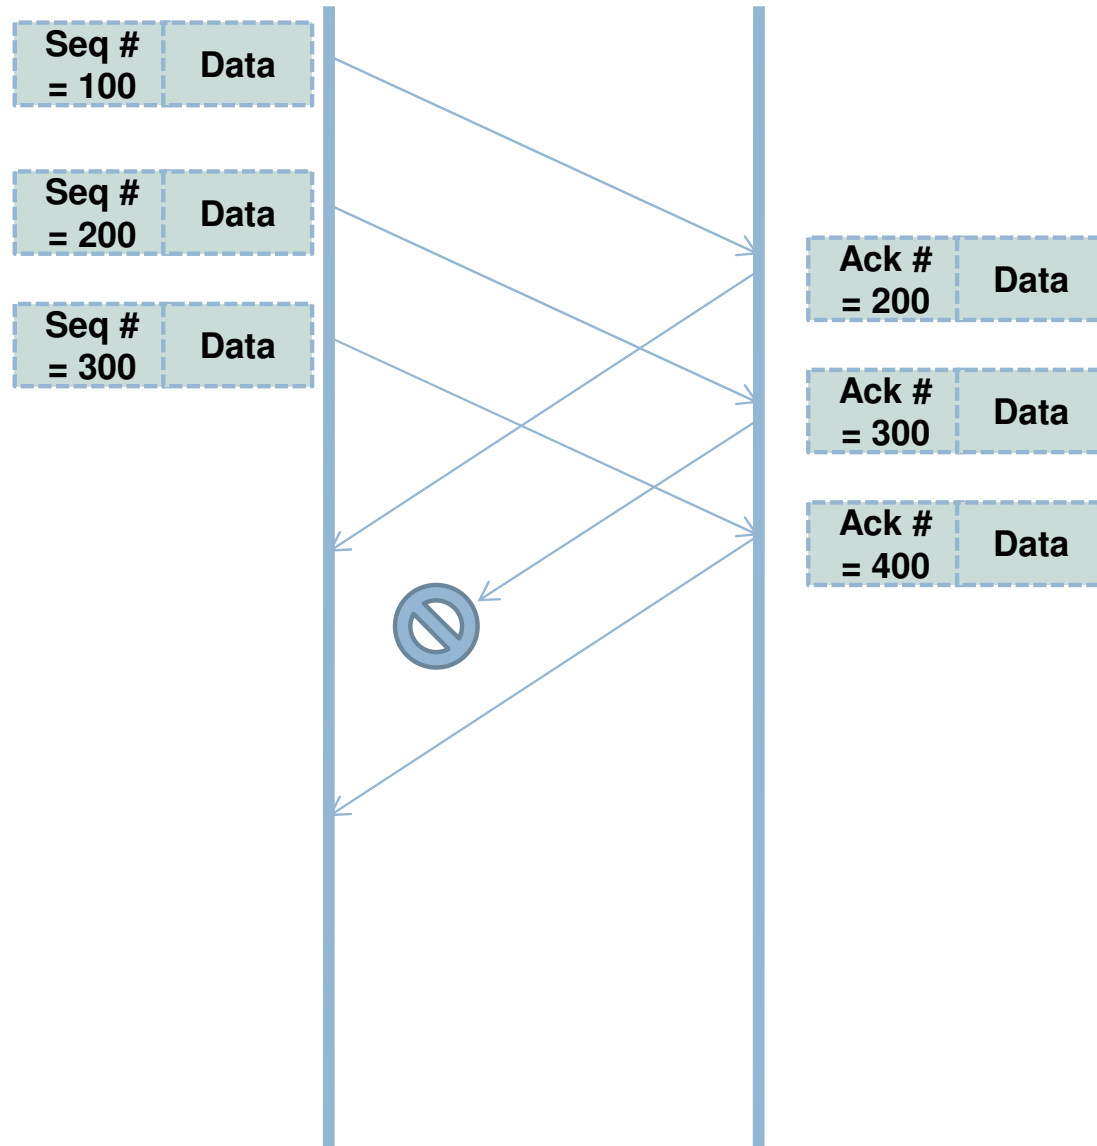 Seq #
= 100
Data
Seq #
= 200
Data
Seq #
= 300
Data
Ack #
= 200
Data
Ack #
= 300
Data
Ack #
= 400
Data